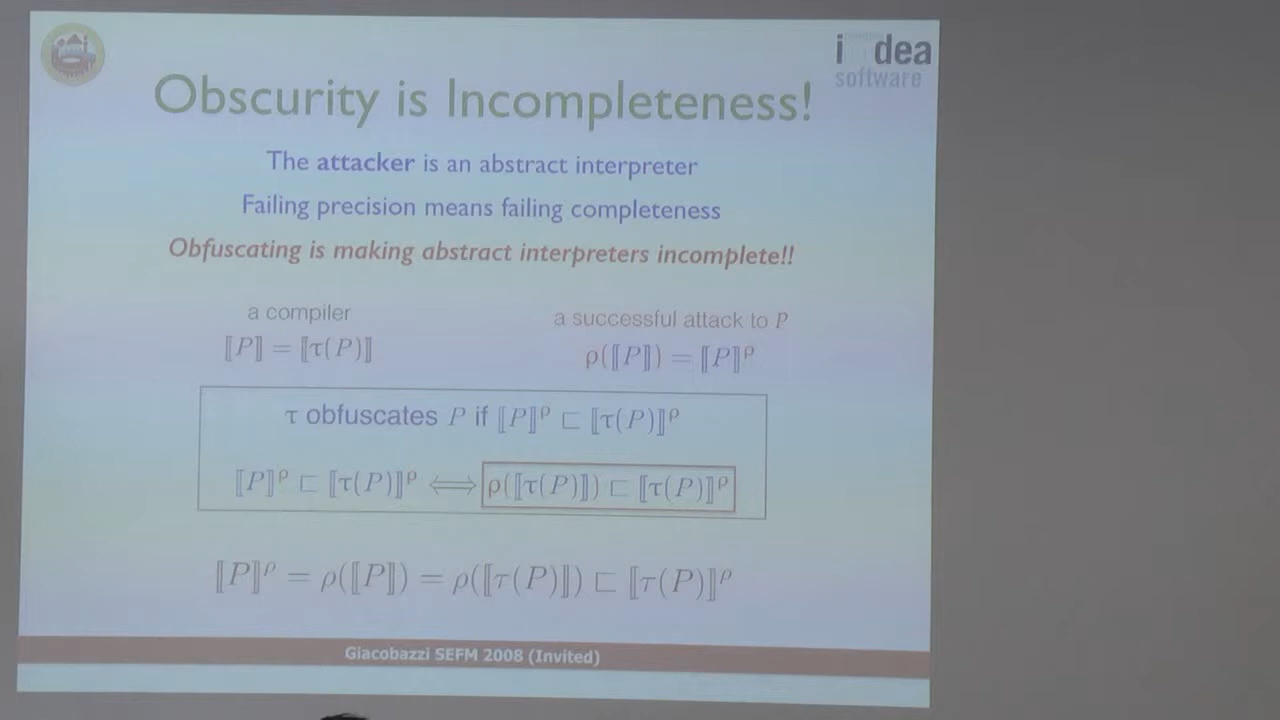 i dea
software
Obscurity is Incompleteness!
The attacker is an abstract interpreter
Failing precision means failing completeness
Obfuscating is making abstract interpreters incomplete!!
a compiler
⟦P⟧ = ⟦τ(P)⟧
a successful attack to P
ρ(⟦P⟧) = ⟦P⟧^ρ
τ obfuscates P if ⟦P⟧^ρ ⊏ ⟦τ(P)⟧^ρ
⟦P⟧^ρ ⊏ ⟦τ(P)⟧^ρ ⟺ ρ(⟦τ(P)⟧) ⊏ ⟦τ(P)⟧^ρ
⟦P⟧^ρ = ρ(⟦P⟧) = ρ(⟦τ(P)⟧) ⊏ ⟦τ(P)⟧^ρ
Giacobazzi SEFM 2008 (Invited)